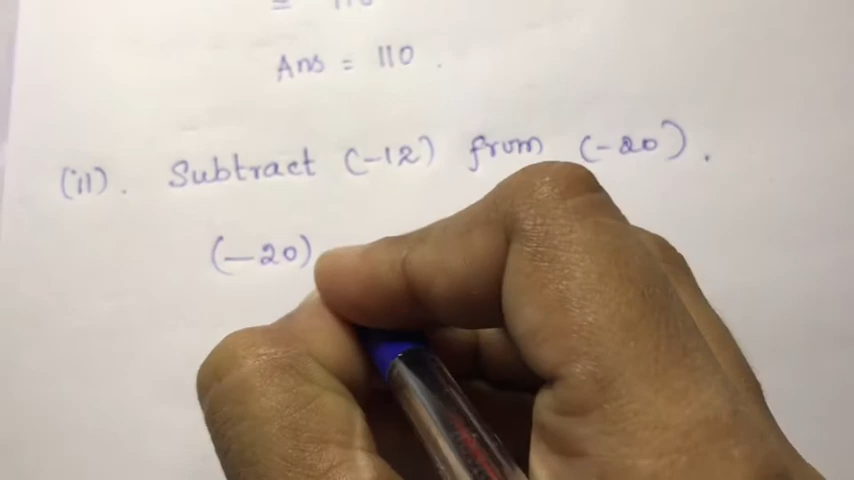 Ans = 110.
(ii). Subtract (-12) from (-20).
(-20)